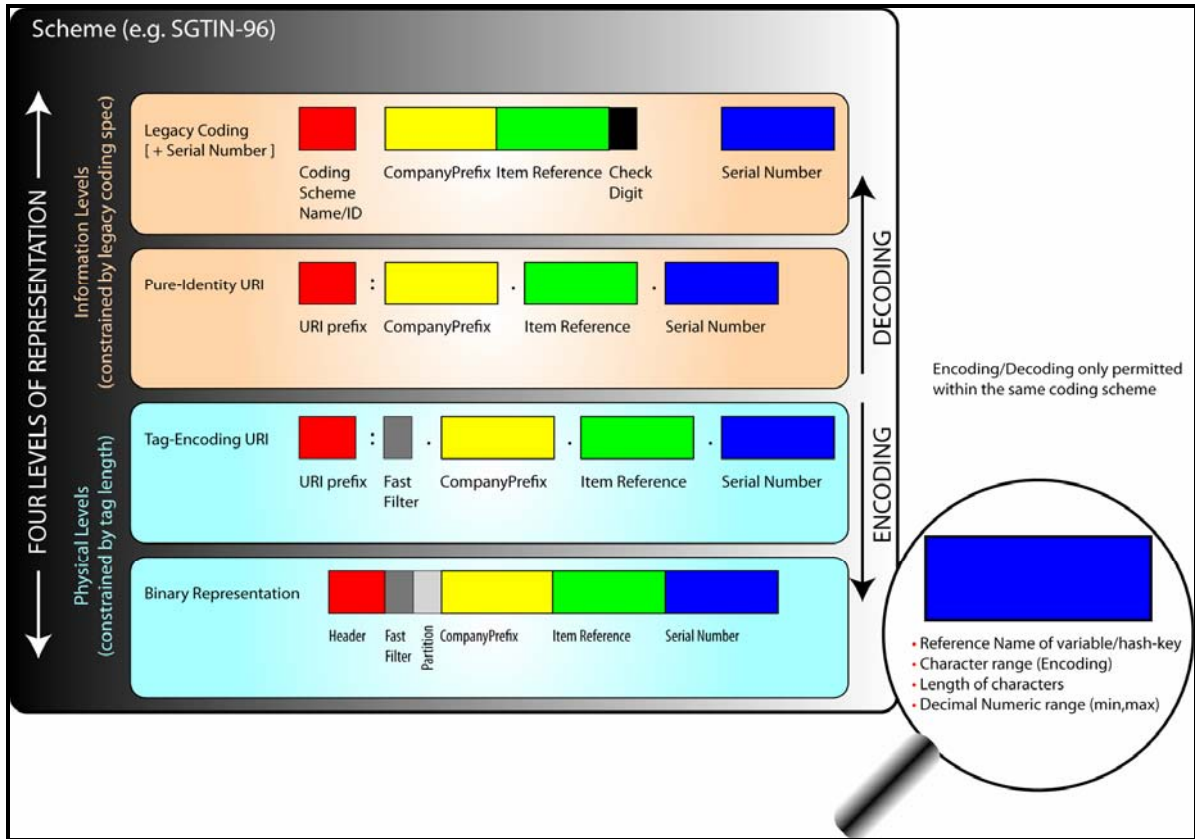 Scheme (e.g. SGTIN-96)
FOUR LEVELS OF REPRESENTATION
Information Levels
(constrained by legacy coding spec)
Legacy Coding
[ + Serial Number ]
Coding
Scheme
Name/ID
CompanyPrefix
Item Reference
Check
Digit
Serial Number
Pure-Identity URI
:
.
.
URI prefix
CompanyPrefix
Item Reference
Serial Number
DECODING
Physical Levels
(constrained by tag length)
Tag-Encoding URI
:
.
.
.
URI prefix
Fast
Filter
CompanyPrefix
Item Reference
Serial Number
ENCODING
Binary Representation
Header
Fast
Filter
Partition
CompanyPrefix
Item Reference
Serial Number
Encoding/Decoding only permitted
within the same coding scheme
• Reference Name of variable/hash-key
• Character range (Encoding)
• Length of characters
• Decimal Numeric range (min,max)